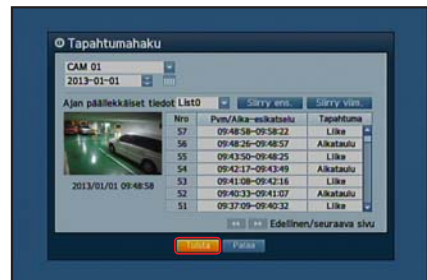 Tapahtumahaku
CAM 01
2013-01-01
Ajan päällekkäiset tiedot List0 Siirry ens. Siirry viim.
Nro Pvm/Aika-esikatselu Tapahtuma
57 09:48:58~09:58:22 Liike
56 09:48:26~09:48:57 Aikataulu
55 09:43:50~09:48:25 Liike
54 09:42:17~09:43:49 Aikataulu
53 09:41:08~09:42:16 Liike
52 09:40:33~09:41:07 Aikataulu
51 09:37:09~09:40:32 Liike
2013/01/01 09:48:58
Edellinen/seuraava sivu
Toista Palaa